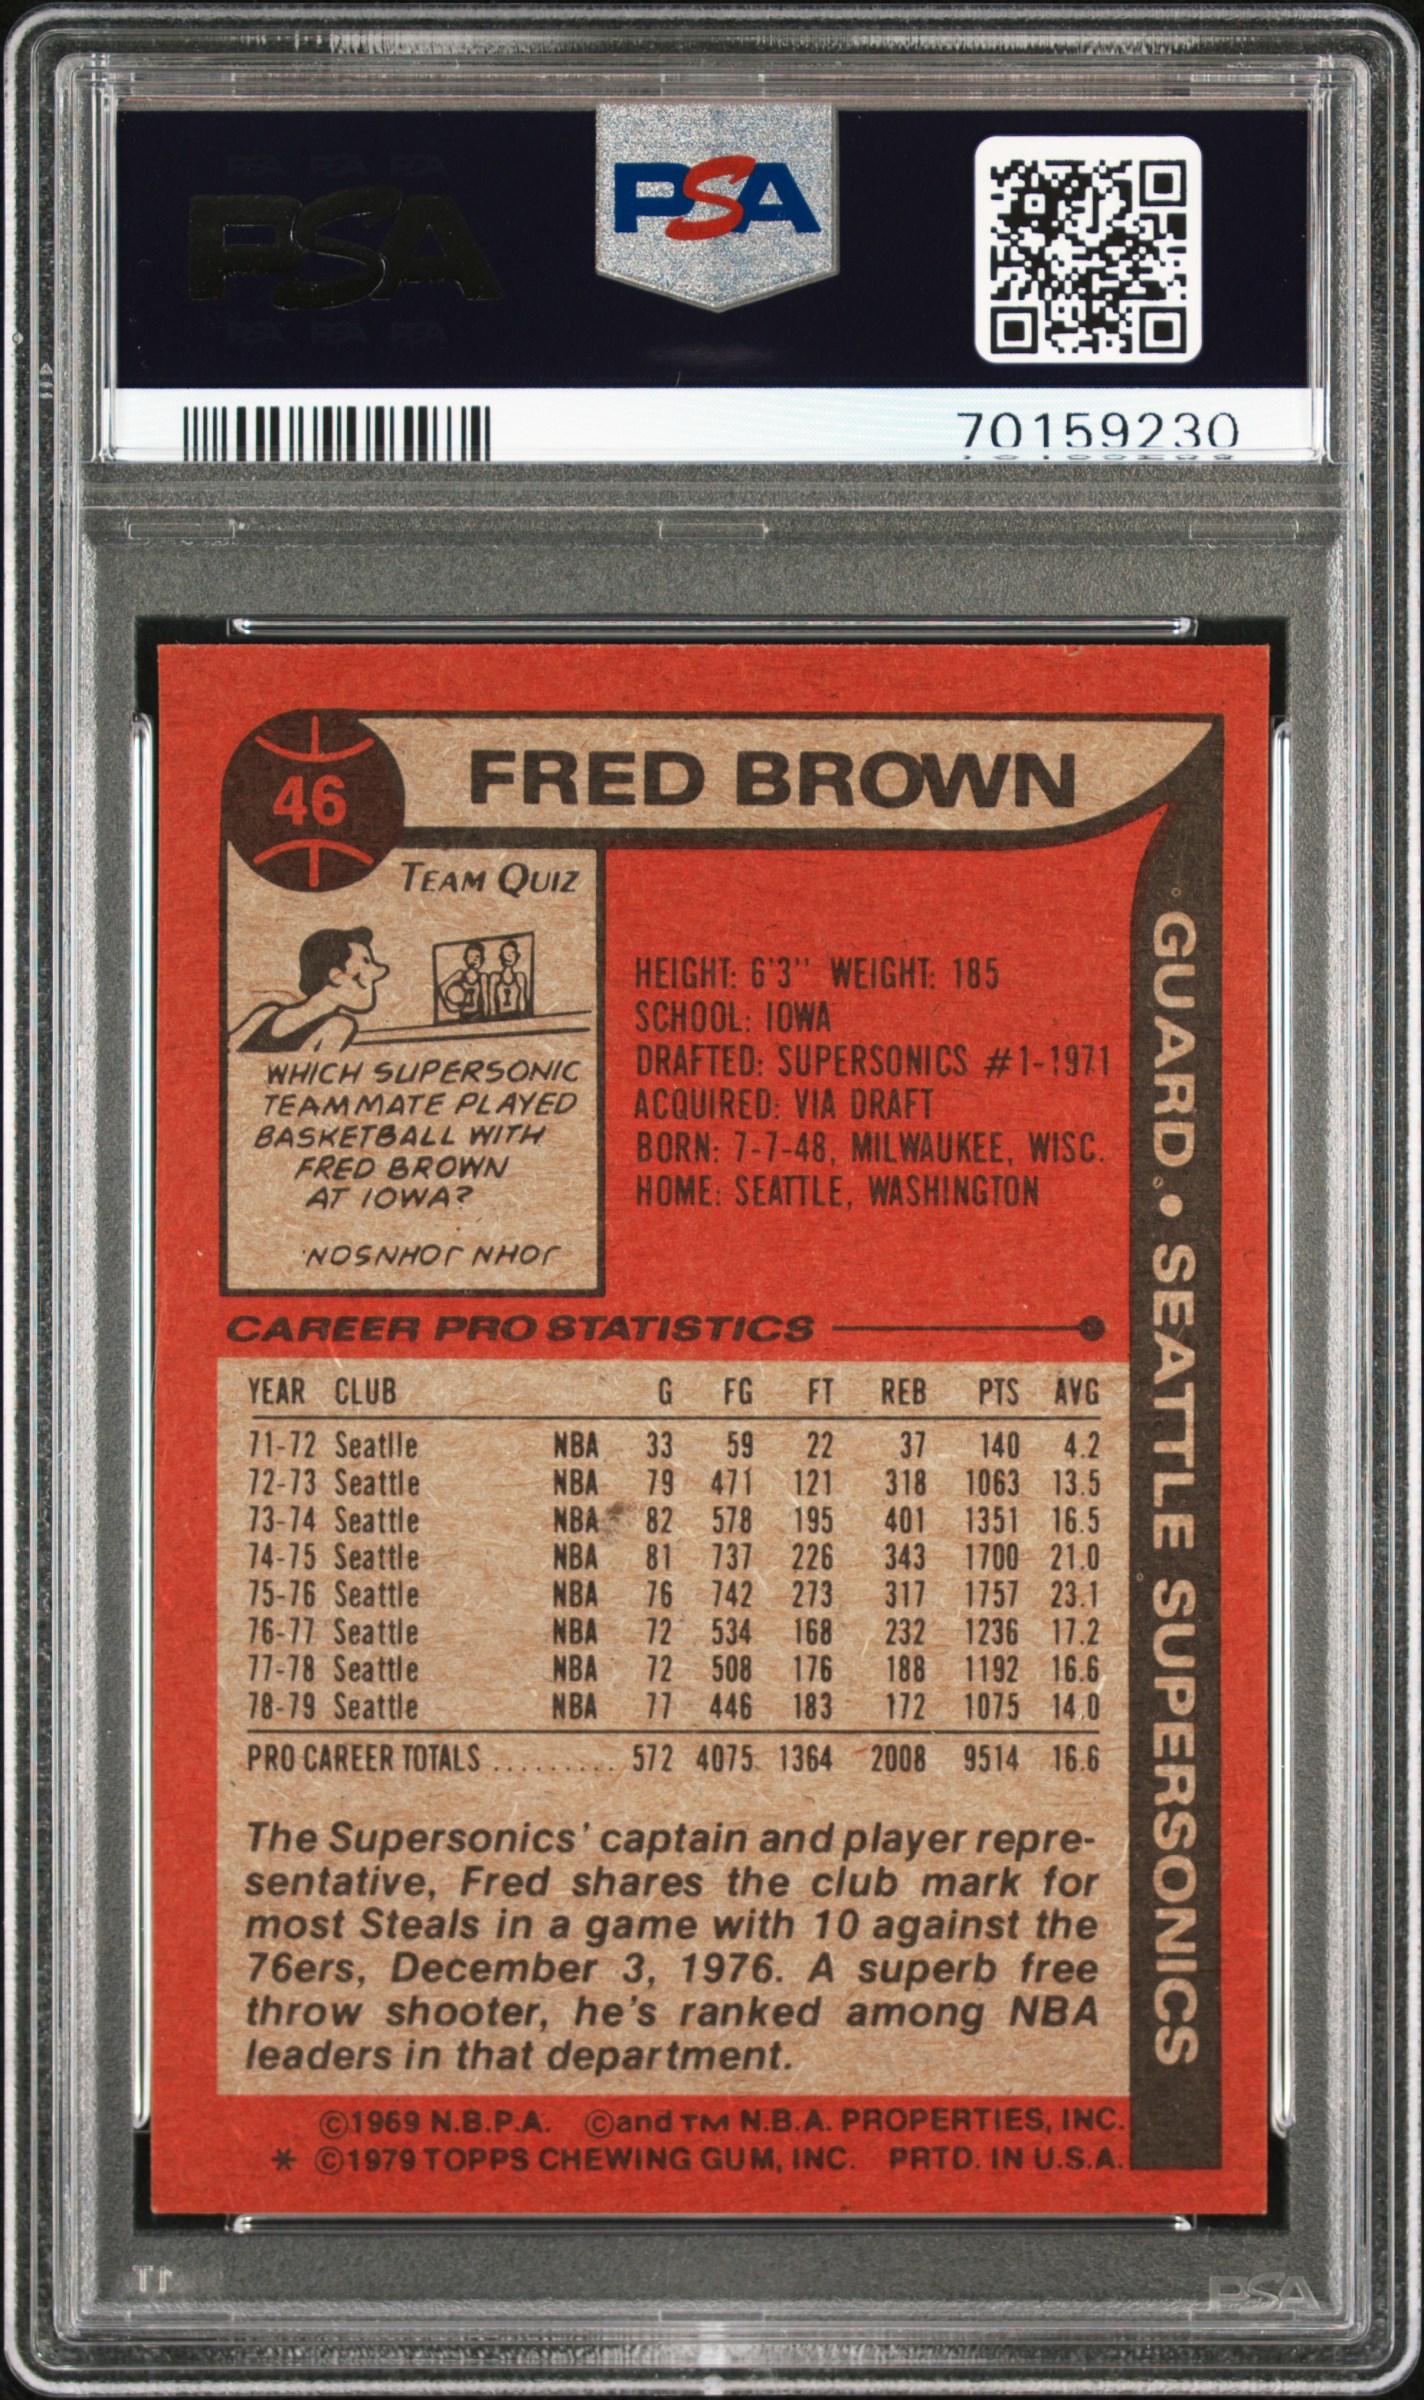 PSA PSA PSA
PSA
PSA PSA PSA
PSA
70159230
46
FRED BROWN
TEAM QUIZ
WHICH SUPERSONIC
TEAMMATE PLAYED
BASKETBALL WITH
FRED BROWN
AT IOWA?
JOHN JOHNSON
HEIGHT: 6'3'' WEIGHT: 185
SCHOOL: IOWA
DRAFTED: SUPERSONICS #1-1971
ACQUIRED: VIA DRAFT
BORN: 7-7-48, MILWAUKEE, WISC.
HOME: SEATTLE, WASHINGTON
GUARD • SEATTLE SUPERSONICS
CAREER PRO STATISTICS
YEAR CLUB G FG FT REB PTS AVG
71-72 Seatlle NBA 33 59 22 37 140 4.2
72-73 Seattle NBA 79 471 121 318 1063 13.5
73-74 Seattle NBA 82 578 195 401 1351 16.5
74-75 Seattle NBA 81 737 226 343 1700 21.0
75-76 Seattle NBA 76 742 273 317 1757 23.1
76-77 Seattle NBA 72 534 168 232 1236 17.2
77-78 Seattle NBA 72 508 176 188 1192 16.6
78-79 Seattle NBA 77 446 183 172 1075 14.0
PRO CAREER TOTALS ......... 572 4075 1364 2008 9514 16.6
The Supersonics' captain and player repre-
sentative, Fred shares the club mark for
most Steals in a game with 10 against the
76ers, December 3, 1976. A superb free
throw shooter, he's ranked among NBA
leaders in that department.
©1969 N.B.P.A. ©and TM N.B.A. PROPERTIES, INC.
* ©1979 TOPPS CHEWING GUM, INC. PRTD. IN U.S.A.
PSA